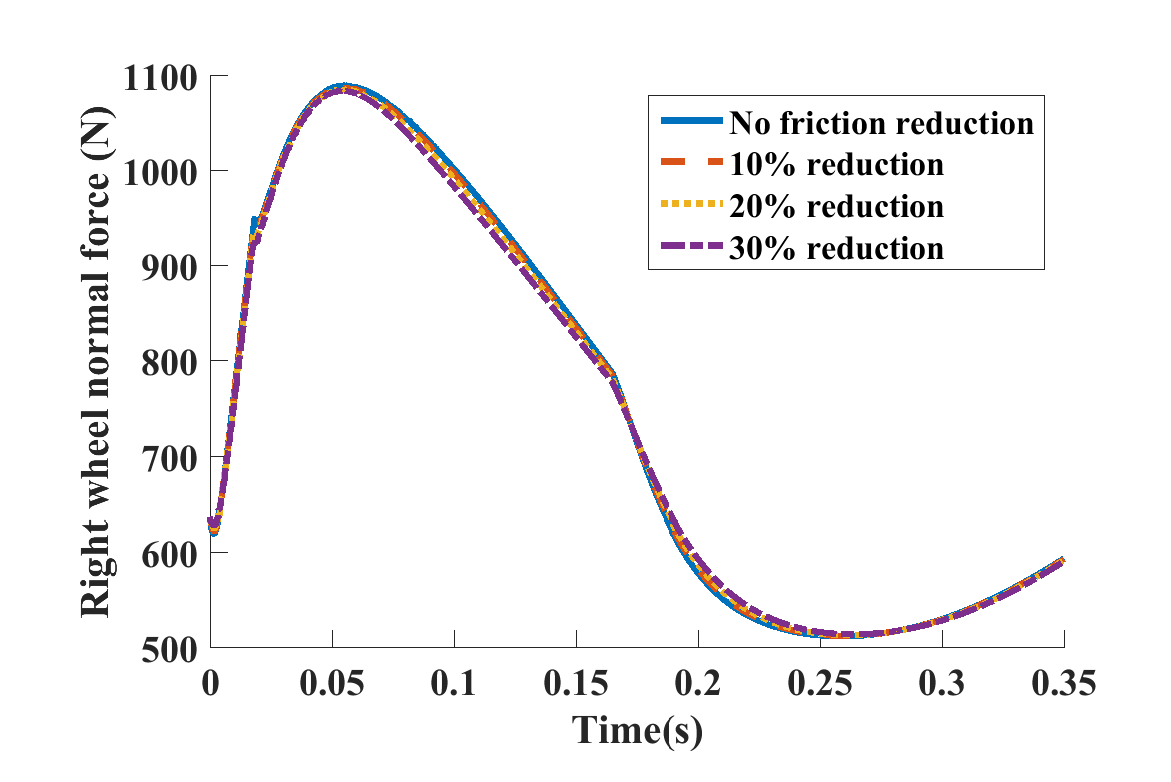 Right wheel normal force (N)
1100
1000
900
800
700
600
500
No friction reduction
10% reduction
20% reduction
30% reduction
0
0.05
0.1
0.15
0.2
0.25
0.3
0.35
Time(s)